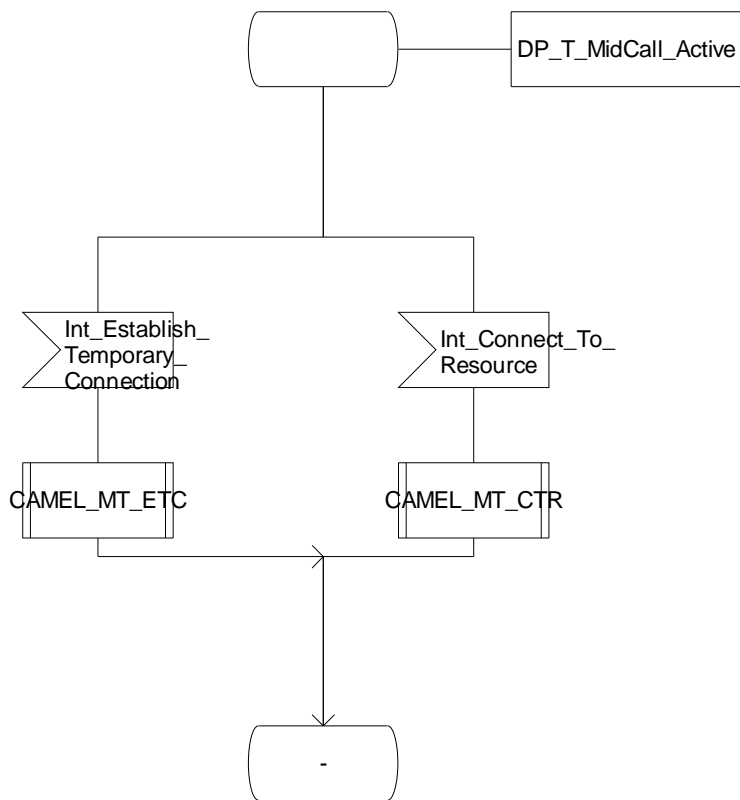 DP_T_MidCall_Active
Int_Establish_
Temporary_
Connection
Int_Connect_To_
Resource
CAMEL_MT_ETC
CAMEL_MT_CTR
-